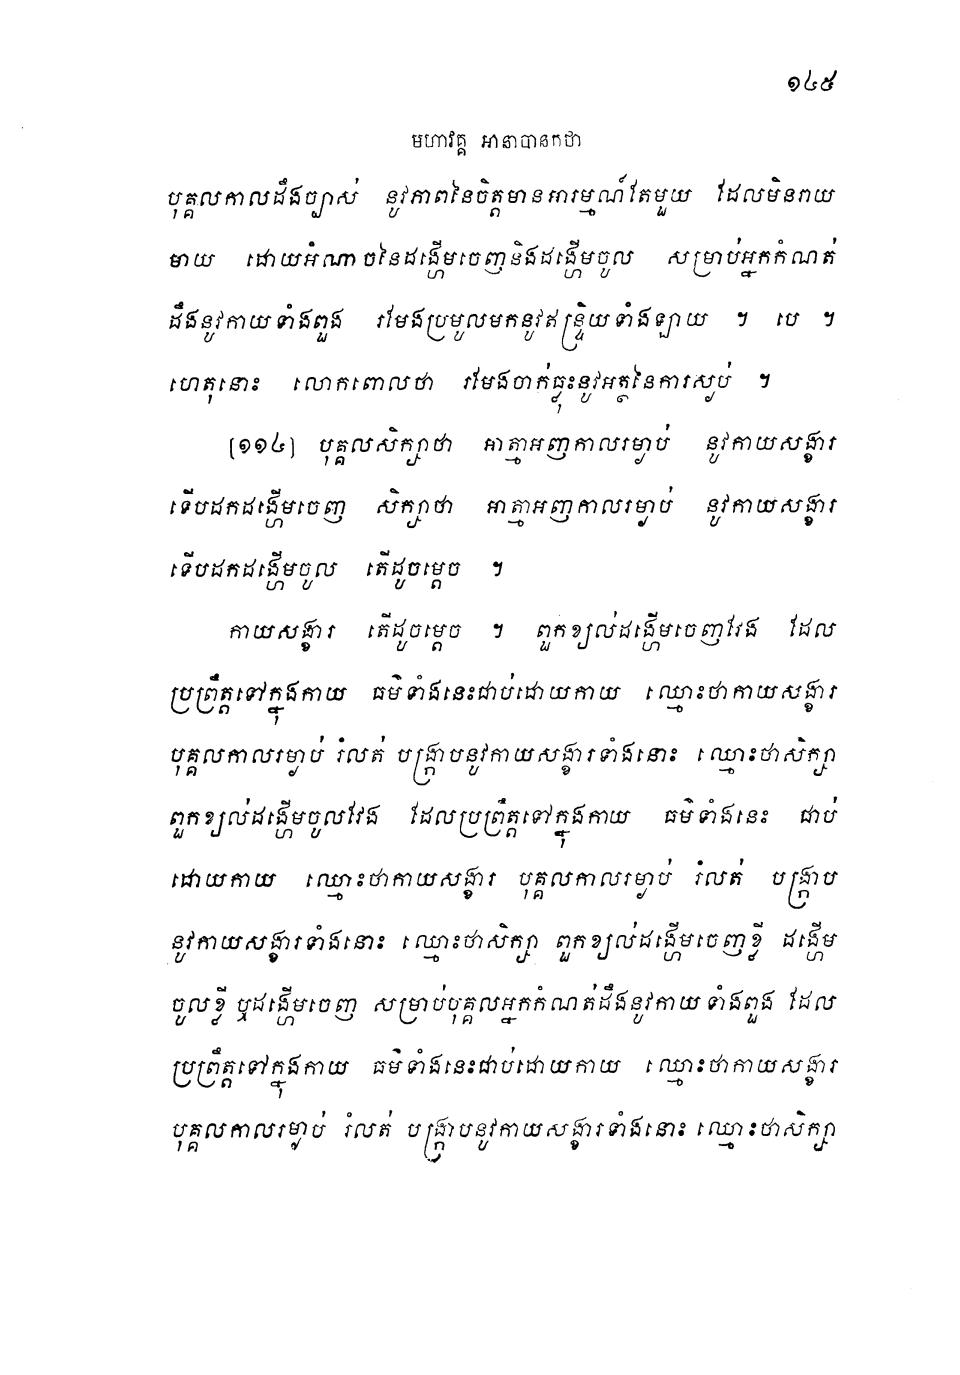 ១៤៥
មហាវគ្គ អានាបានកថា
បុគ្គលកាលដឹងច្បាស់ នូវភាពនៃចិត្តមានអារម្មណ៍តែមួយ ដែលមិនរាយ
មាយ ដោយអំណាចនៃដង្ហើមចេញនិងដង្ហើមចូល សម្រាប់អ្នកកំណត់
ដឹងនូវកាយទាំងពួង រមែងប្រមូលមកនូវឥន្ទ្រិយទាំងឡាយ ។ បេ ។
ហេតុនោះ លោកពោលថា រមែងចាក់ធ្លុះនូវអត្ថនៃការស្ងប់ ។
(១១៤) បុគ្គលសិក្សាថា អាត្មាអញកាលរម្ងាប់ នូវកាយសង្ខារ
ទើបដកដង្ហើមចេញ សិក្សាថា អាត្មាអញកាលរម្ងាប់ នូវកាយសង្ខារ
ទើបដកដង្ហើមចូល តើដូចម្តេច ។
កាយសង្ខារ តើដូចម្តេច ។ ពួកខ្យល់ដង្ហើមចេញវែង ដែល
ប្រព្រឹត្តទៅក្នុងកាយ ធម៌ទាំងនេះជាប់ដោយកាយ ឈ្មោះថាកាយសង្ខារ
បុគ្គលកាលរម្ងាប់ រំលត់ បង្ក្រាបនូវកាយសង្ខារទាំងនោះ ឈ្មោះថាសិក្សា
ពួកខ្យល់ដង្ហើមចូលវែង ដែលប្រព្រឹត្តទៅក្នុងកាយ ធម៌ទាំងនេះ ជាប់
ដោយកាយ ឈ្មោះថាកាយសង្ខារ បុគ្គលកាលរម្ងាប់ រំលត់ បង្ក្រាប
នូវកាយសង្ខារទាំងនោះ ឈ្មោះថាសិក្សា ពួកខ្យល់ដង្ហើមចេញខ្លី ដង្ហើម
ចូលខ្លី ឬដង្ហើមចេញ សម្រាប់បុគ្គលអ្នកកំណត់ដឹងនូវកាយទាំងពួង ដែល
ប្រព្រឹត្តទៅក្នុងកាយ ធម៌ទាំងនេះជាប់ដោយកាយ ឈ្មោះថាកាយសង្ខារ
បុគ្គលកាលរម្ងាប់ រំលត់ បង្ក្រាបនូវកាយសង្ខារទាំងនោះ ឈ្មោះថាសិក្សា